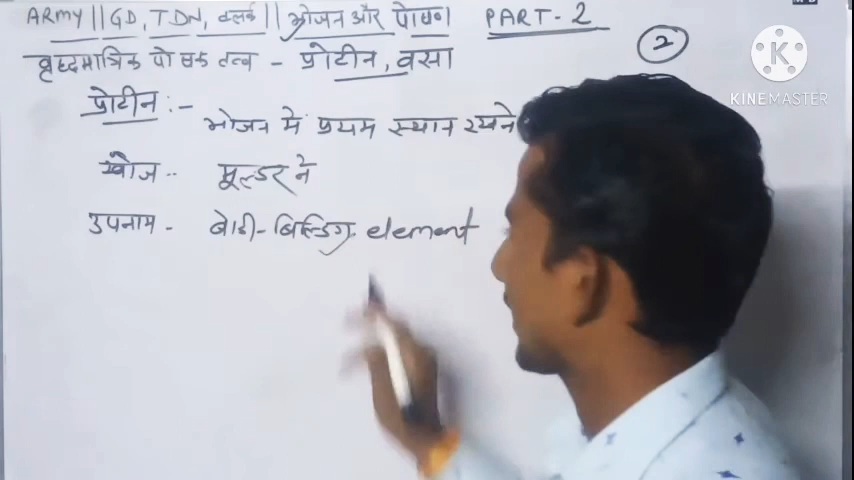 ARMY || GD, TDN, क्लर्क || भोजन और पोषण PART-2
वृहदमात्रिक पोषक तत्व - प्रोटीन, वसा
2
K
KINEMASTER
प्रोटीन :-
भोजन में प्रथम स्थान रखने
खोज -- मूल्डर ने
उपनाम - बोडी-बिल्डिंग element